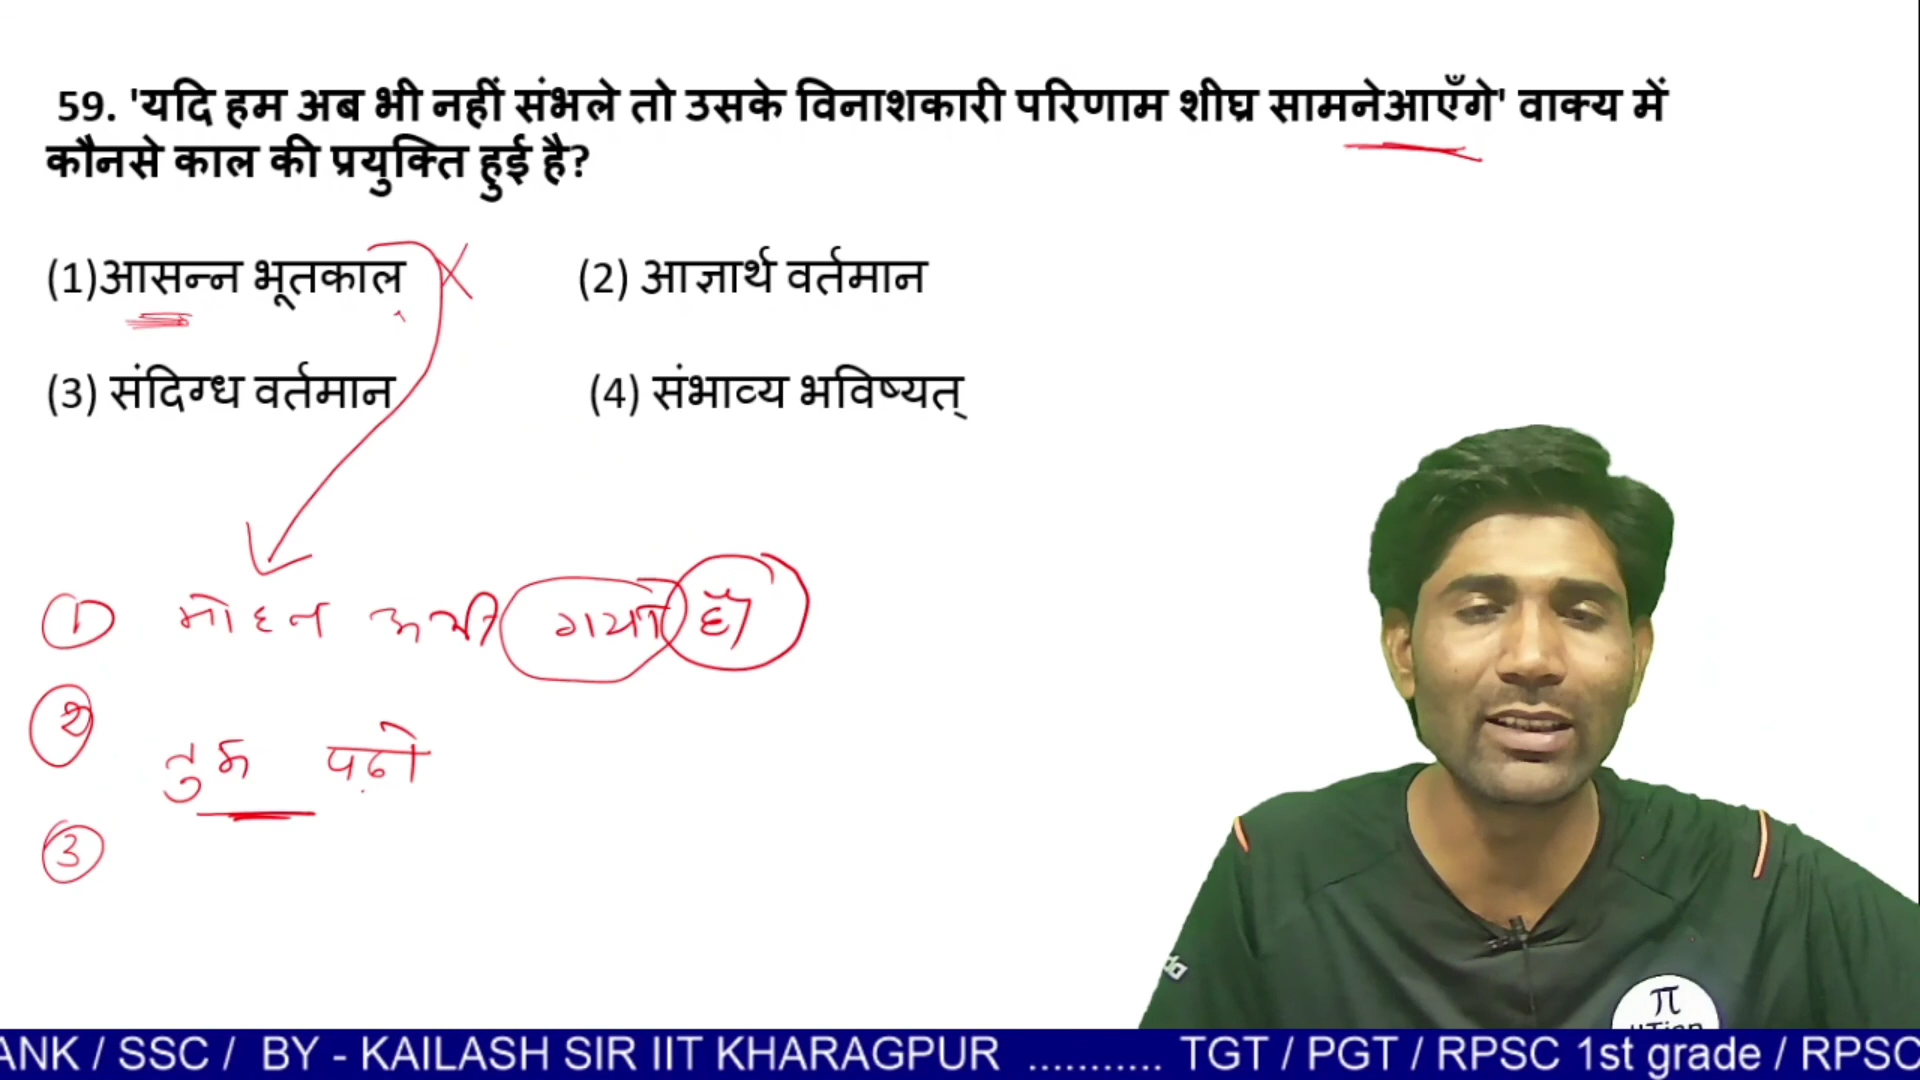 59. 'यदि हम अब भी नहीं संभले तो उसके विनाशकारी परिणाम शीघ्र सामनेआएँगे' वाक्य में
कौनसे काल की प्रयुक्ति हुई है?
(1)आसन्न भूतकाल (2) आज्ञार्थ वर्तमान
(3) संदिग्ध वर्तमान (4) संभाव्य भविष्यत्
① मोहन अभी गया है
②
तुम पढो
③
π
ANK / SSC / BY - KAILASH SIR IIT KHARAGPUR ........... TGT / PGT / RPSC 1st grade / RPSC